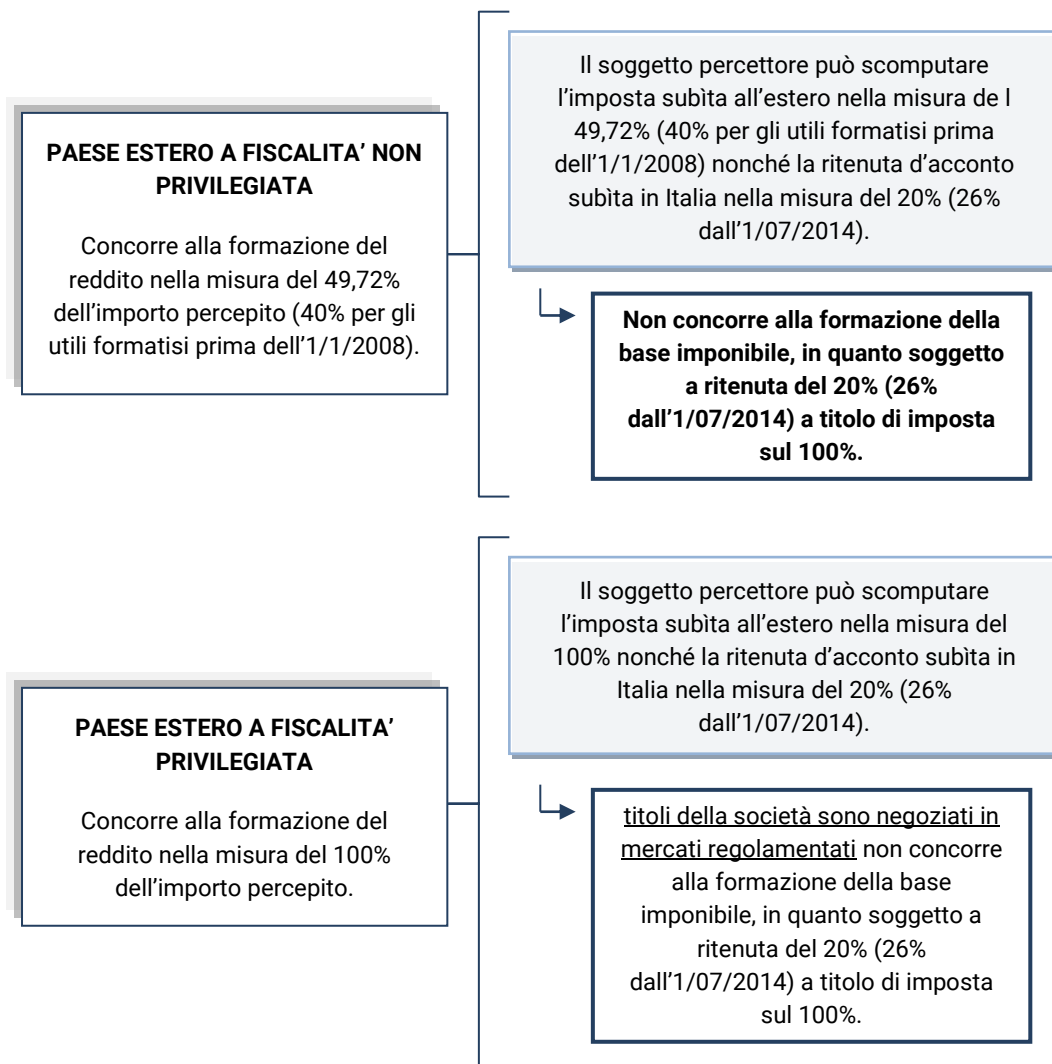 PAESE ESTERO A FISCALITA’ NON
PRIVILEGIATA
Concorre alla formazione del
reddito nella misura del 49,72%
dell’importo percepito (40% per gli
utili formatisi prima dell’1/1/2008).
Il soggetto percettore può scomputare
l’imposta subìta all’estero nella misura de l
49,72% (40% per gli utili formatisi prima
dell’1/1/2008) nonché la ritenuta d’acconto
subìta in Italia nella misura del 20% (26%
dall’1/07/2014).
Non concorre alla formazione della
base imponibile, in quanto soggetto
a ritenuta del 20% (26%
dall’1/07/2014) a titolo di imposta
sul 100%.
PAESE ESTERO A FISCALITA’
PRIVILEGIATA
Concorre alla formazione del
reddito nella misura del 100%
dell’importo percepito.
Il soggetto percettore può scomputare
l’imposta subìta all’estero nella misura del
100% nonché la ritenuta d’acconto subìta in
Italia nella misura del 20% (26%
dall’1/07/2014).
titoli della società sono negoziati in
mercati regolamentati non concorre
alla formazione della base
imponibile, in quanto soggetto a
ritenuta del 20% (26%
dall’1/07/2014) a titolo di imposta
sul 100%.